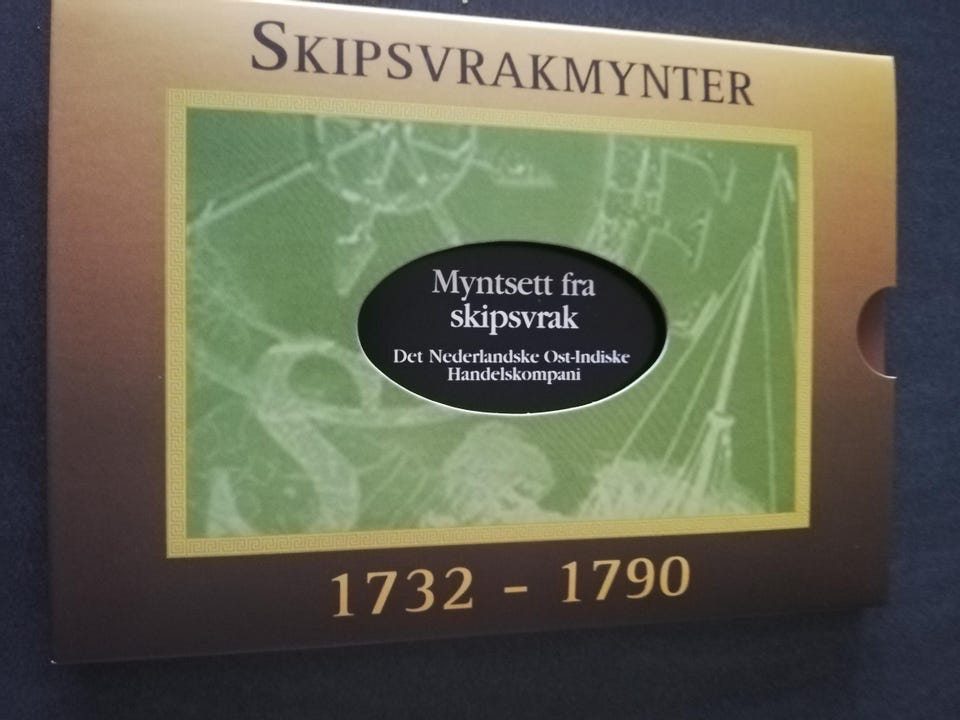 SKIPSVRAKMYNTER
Myntsett fra
skipsvrak
Det Nederlandske Ost-Indiske
Handelskompani
1732 - 1790